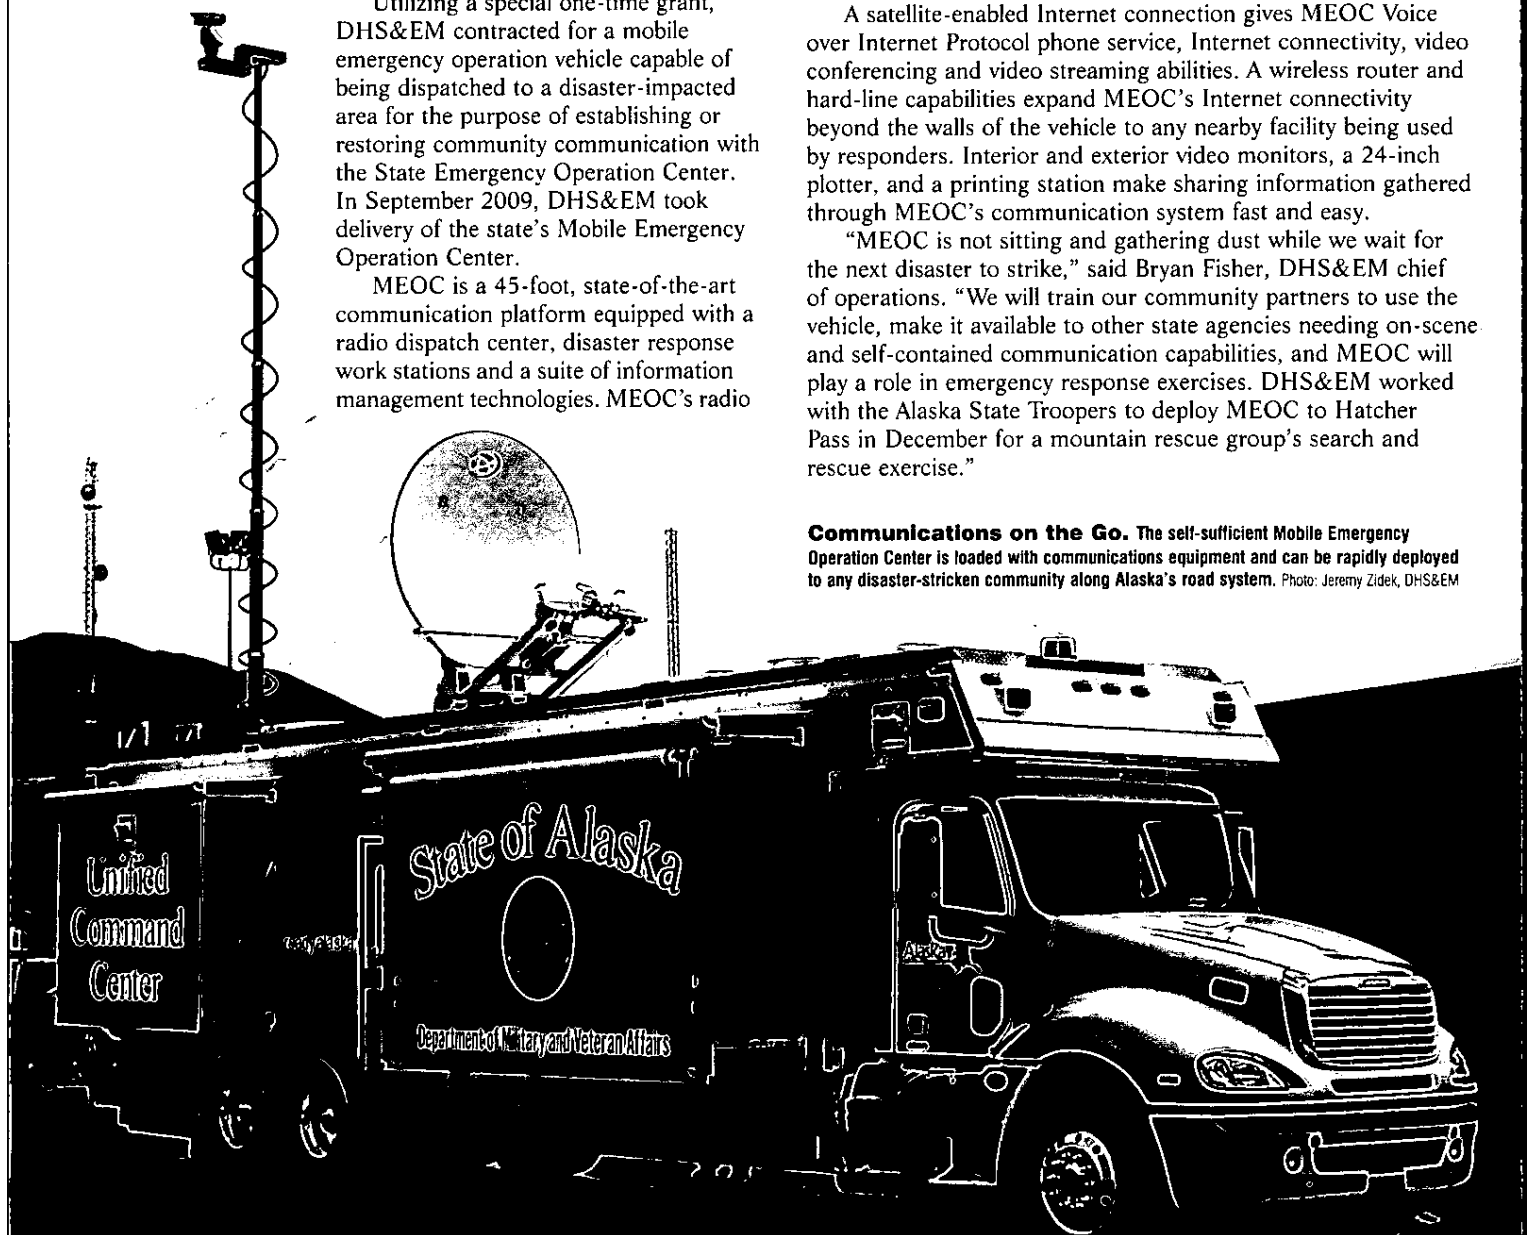 Utilizing a special one-time grant,
DHS&EM contracted for a mobile
emergency operation vehicle capable of
being dispatched to a disaster-impacted
area for the purpose of establishing or
restoring community communication with
the State Emergency Operation Center.
In September 2009, DHS&EM took
delivery of the state's Mobile Emergency
Operation Center.
MEOC is a 45-foot, state-of-the-art
communication platform equipped with a
radio dispatch center, disaster response
work stations and a suite of information
management technologies. MEOC's radio
A satellite-enabled Internet connection gives MEOC Voice
over Internet Protocol phone service, Internet connectivity, video
conferencing and video streaming abilities. A wireless router and
hard-line capabilities expand MEOC's Internet connectivity
beyond the walls of the vehicle to any nearby facility being used
by responders. Interior and exterior video monitors, a 24-inch
plotter, and a printing station make sharing information gathered
through MEOC's communication system fast and easy.
"MEOC is not sitting and gathering dust while we wait for
the next disaster to strike," said Bryan Fisher, DHS&EM chief
of operations. "We will train our community partners to use the
vehicle, make it available to other state agencies needing on-scene
and self-contained communication capabilities, and MEOC will
play a role in emergency response exercises. DHS&EM worked
with the Alaska State Troopers to deploy MEOC to Hatcher
Pass in December for a mountain rescue group's search and
rescue exercise."
Communications on the Go. The self-sufficient Mobile Emergency
Operation Center is loaded with communications equipment and can be rapidly deployed
to any disaster-stricken community along Alaska's road system. Photo: Jeremy Zidek, DHS&EM
Unified
Command
Center
readyalaska
State of Alaska
Department of Military and Veteran Affairs
Alaskan